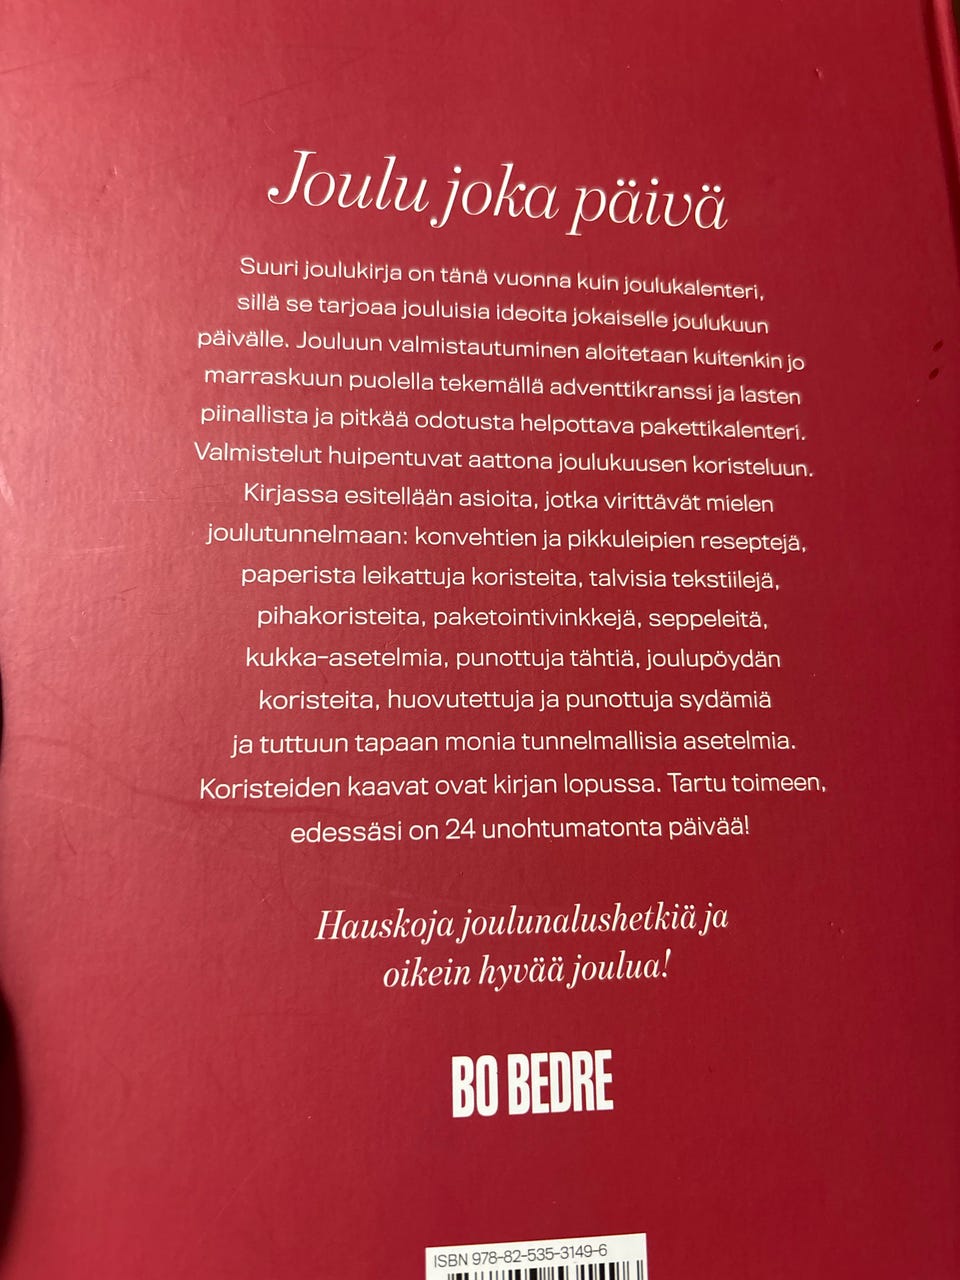 Joulu joka päivä
Suuri joulukirja on tänä vuonna kuin joulukalenteri,
sillä se tarjoaa jouluisia ideoita jokaiselle joulukuun
päivälle. Jouluun valmistautuminen aloitetaan kuitenkin jo
marraskuun puolella tekemällä adventtikranssi ja lasten
piinallista ja pitkää odotusta helpottava pakettikalenteri.
Valmistelut huipentuvat aattona joulukuusen koristeluun.
Kirjassa esitellään asioita, jotka virittävät mielen
joulutunnelmaan: konvehtien ja pikkuleipien reseptejä,
paperista leikattuja koristeita, talvisia tekstiilejä,
pihakoristeita, paketointivinkkejä, seppeleitä,
kukka-asetelmia, punottuja tähtiä, joulupöydän
koristeita, huovutettuja ja punottuja sydämiä
ja tuttuun tapaan monia tunnelmallisia asetelmia.
Koristeiden kaavat ovat kirjan lopussa. Tartu toimeen,
edessäsi on 24 unohtumatonta päivää!
Hauskoja joulunalushetkiä ja
oikein hyvää joulua!
BO BEDRE
ISBN 978-82-535-3149-6